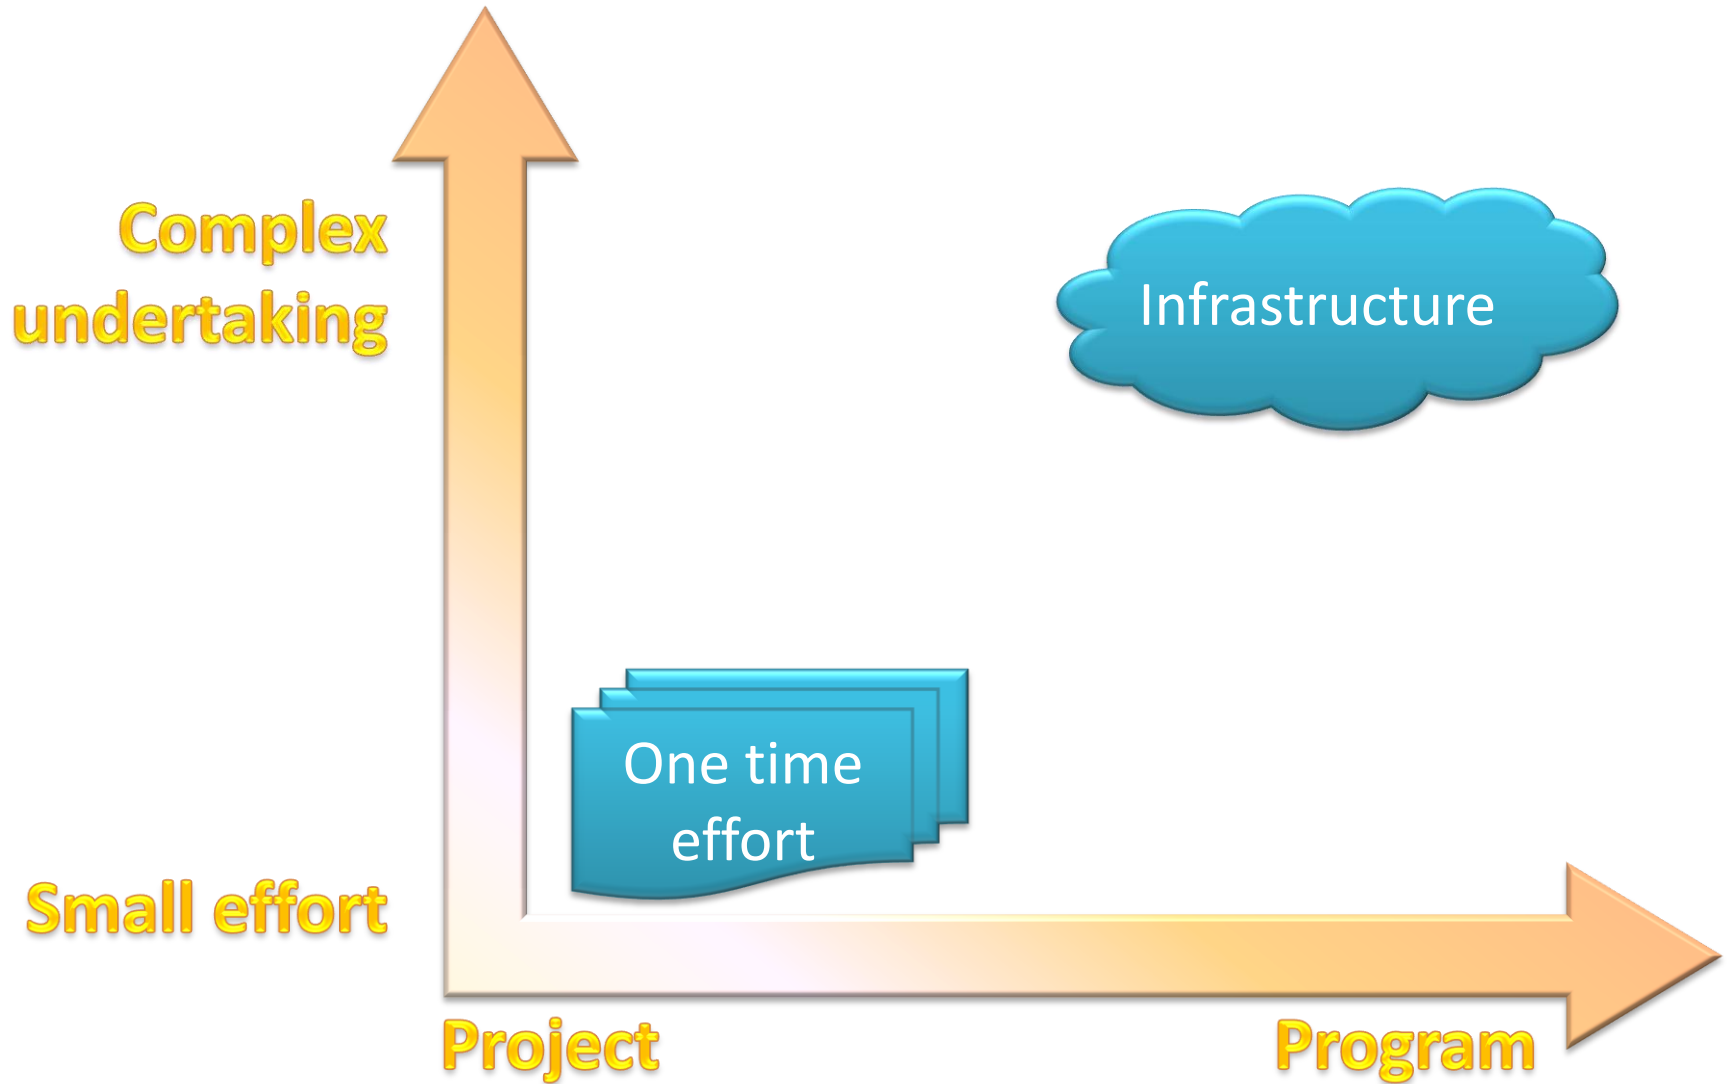 Complex
undertaking
Infrastructure
One time
effort
Small effort
Project
Program